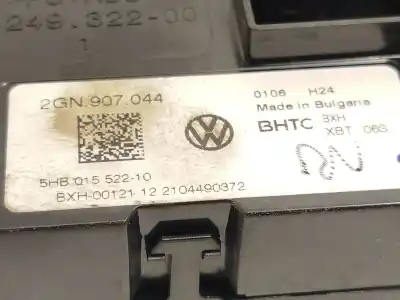 249.322-00
1
2GN.907.044
0106 H24
Made in Bulgaria
BHTC BXH
XBT 06S
5HB 015 522-10
BXH-00121 12 2104490372